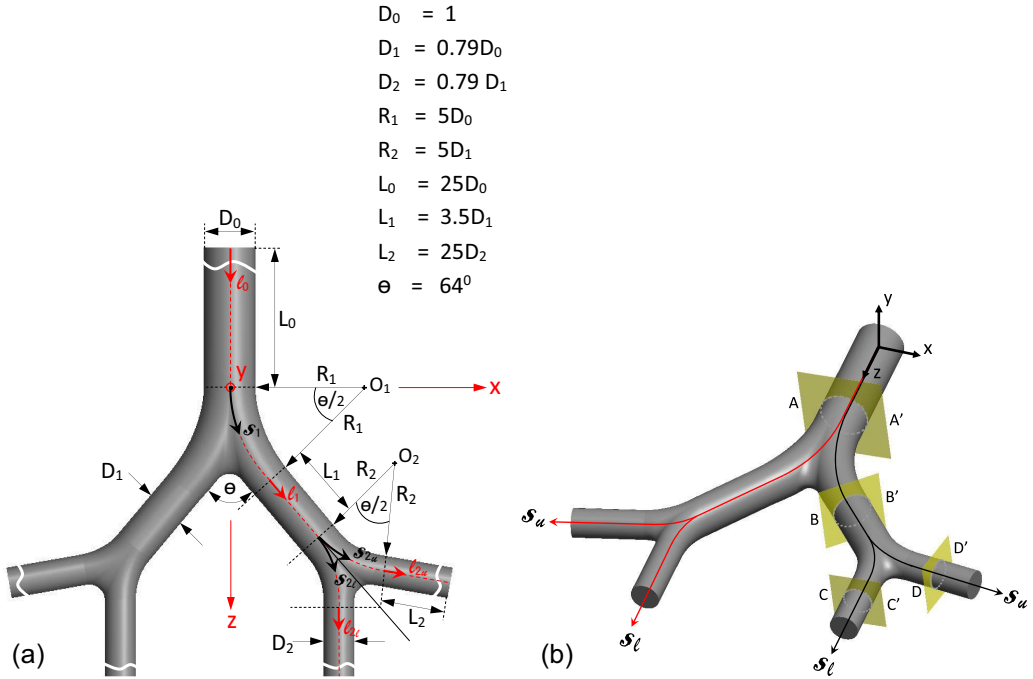 D₀ = 1
D₁ = 0.79D₀
D₂ = 0.79 D₁
R₁ = 5D₀
R₂ = 5D₁
L₀ = 25D₀
L₁ = 3.5D₁
L₂ = 25D₂
ɵ = 64⁰
D₀
ℓ₀
L₀
y
R₁
O₁
x
ɵ/2
R₁
s₁
D₁
ɵ
ℓ₁
L₁
R₂
O₂
ɵ/2
R₂
s₂ᵤ
s₂ₗ
ℓ₂ᵤ
L₂
z
D₂
ℓ₂ₗ
(a)
y
x
z
A
A′
B′
B
D′
D
C
C′
sᵤ
sₗ
sᵤ
sₗ
(b)